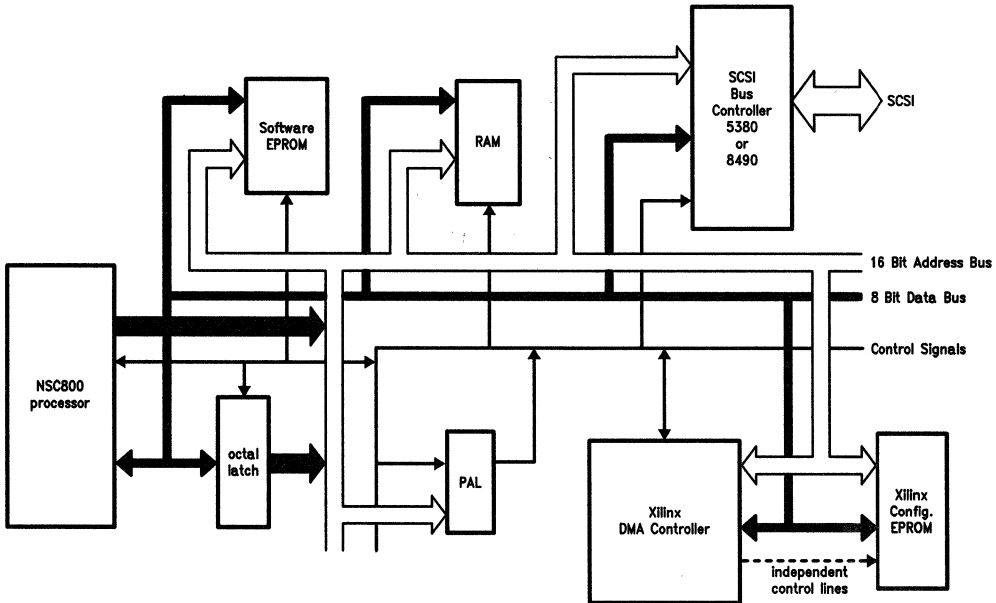 SCSI
Bus
Controller
5380
or
8490
SCSI
Software
EPROM
RAM
16 Bit Address Bus
8 Bit Data Bus
Control Signals
NSC800
processor
octal
latch
PAL
Xilinx
DMA Controller
Xilinx
Config.
EPROM
independent
control lines